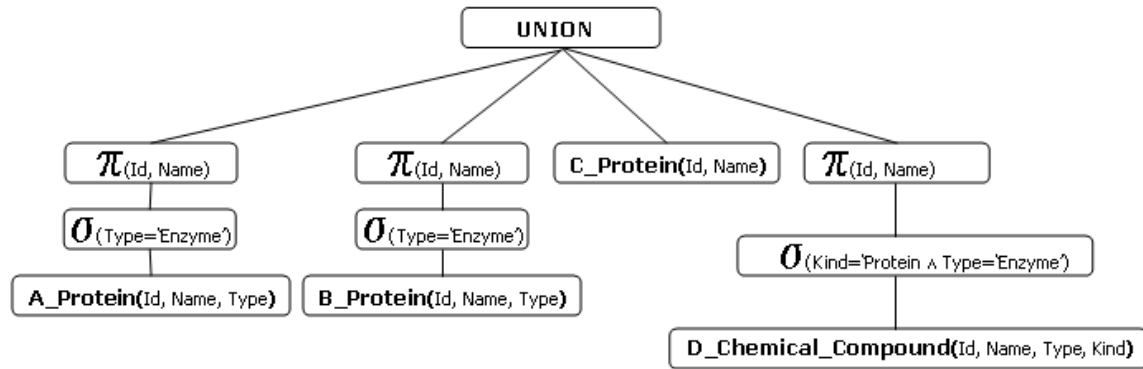 UNION
π(Id, Name)
π(Id, Name)
C_Protein(Id, Name)
π(Id, Name)
σ(Type='Enzyme')
σ(Type='Enzyme')
σ(Kind='Protein ∧ Type='Enzyme')
A_Protein(Id, Name, Type)
B_Protein(Id, Name, Type)
D_Chemical_Compound(Id, Name, Type, Kind)